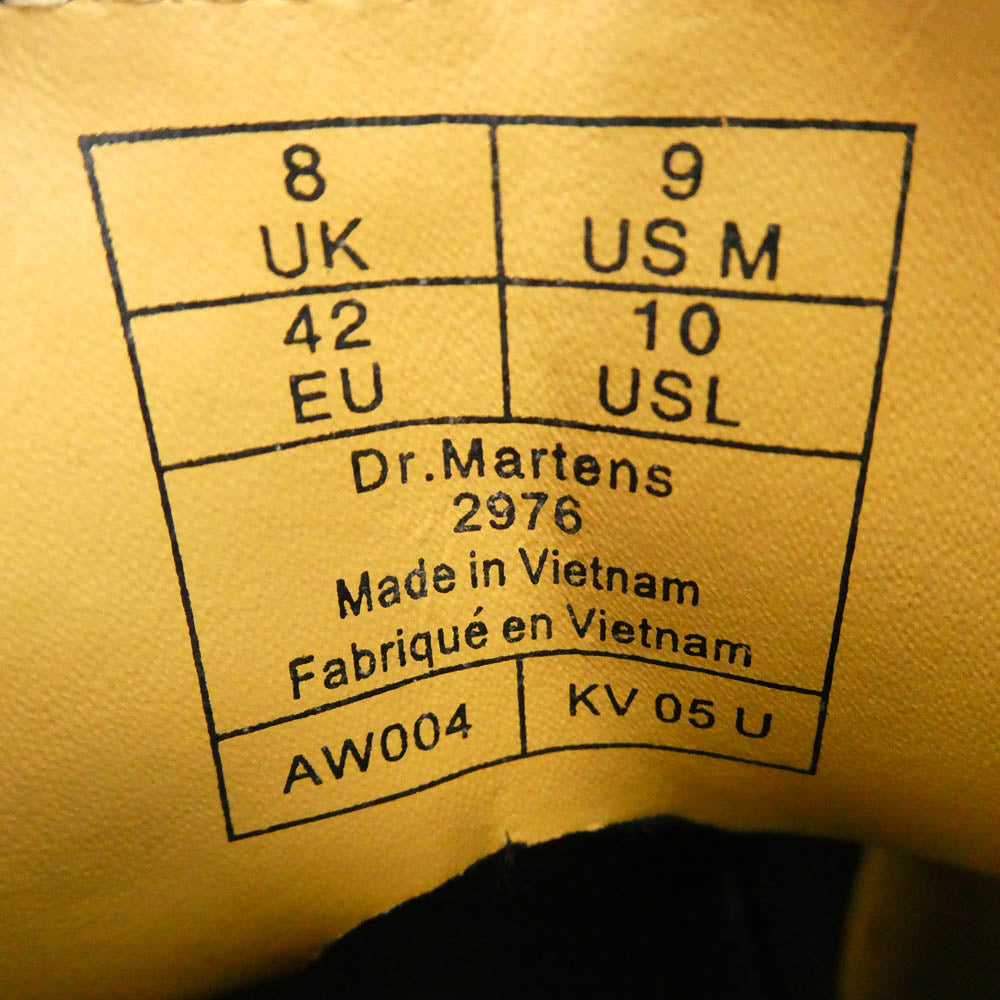 8 9
UK US M
42 10
EU USL
Dr.Martens
2976
Made in Vietnam
Fabriqué en Vietnam
AW004 KV 05 U